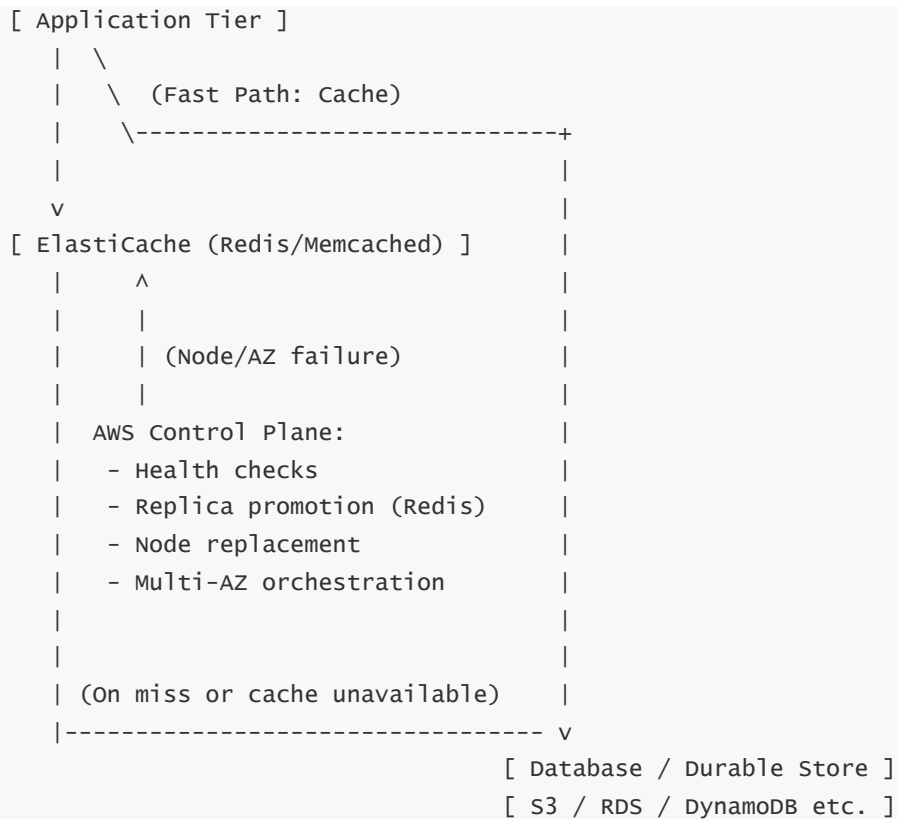 [ Application Tier ]
   |  \
   |   \  (Fast Path: Cache)
   |    \-------------------------------+
   |                                    |
   v                                    |
[ ElastiCache (Redis/Memcached) ]       |
   |     ^                              |
   |     |                              |
   |     | (Node/AZ failure)            |
   |     |                              |
   |  AWS Control Plane:                |
   |   - Health checks                  |
   |   - Replica promotion (Redis)      |
   |   - Node replacement               |
   |   - Multi-AZ orchestration         |
   |                                    |
   |                                    |
   | (On miss or cache unavailable)     |
   |---------------------------------- v
                                   [ Database / Durable Store ]
                                   [ S3 / RDS / DynamoDB etc. ]